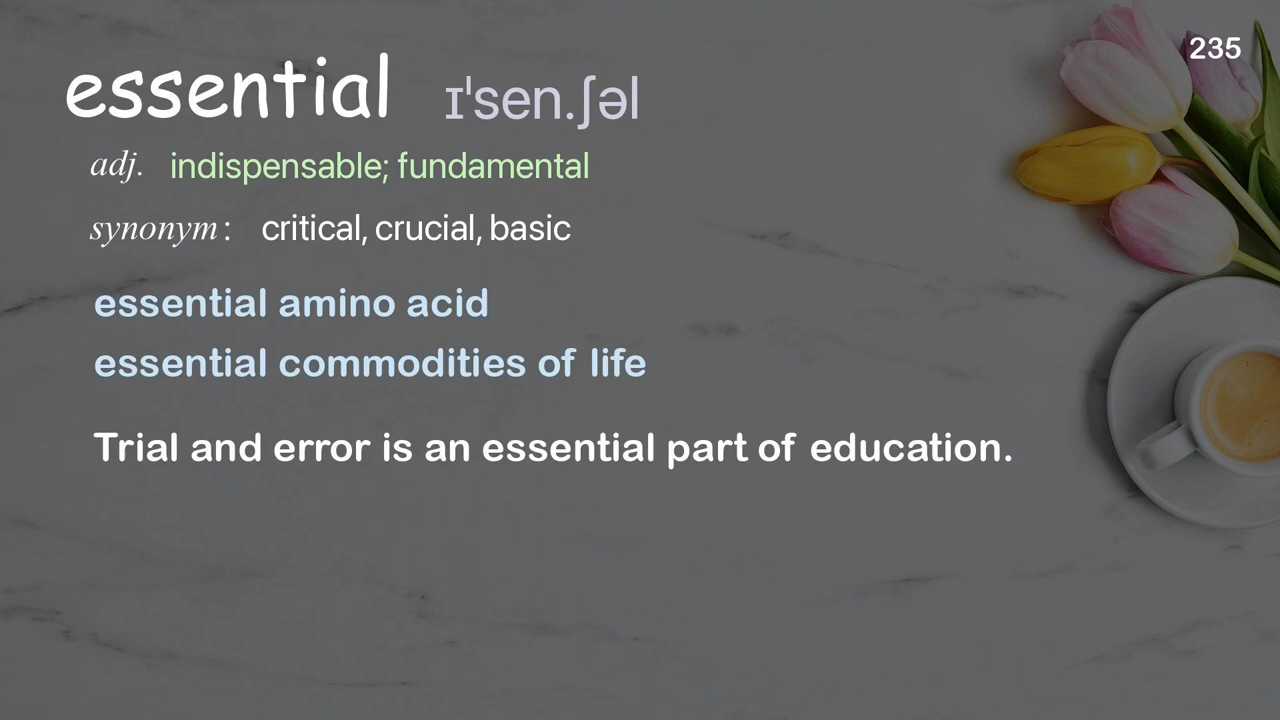 235
essential ɪˈsen.ʃəl
adj. indispensable; fundamental
synonym: critical, crucial, basic
essential amino acid
essential commodities of life
Trial and error is an essential part of education.